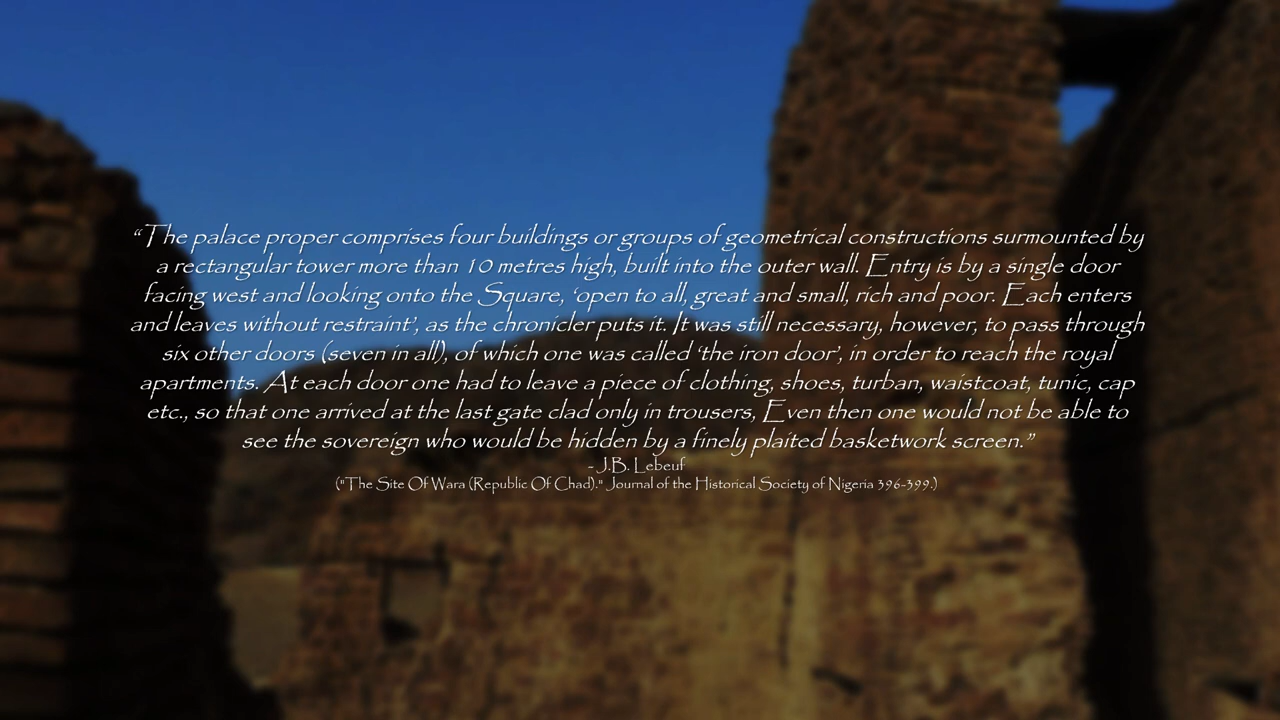 “The palace proper comprises four buildings or groups of geometrical constructions surmounted by
a rectangular tower more than 10 metres high, built into the outer wall. Entry is by a single door
facing west and looking onto the Square, ‘open to all, great and small, rich and poor. Each enters
and leaves without restraint’, as the chronicler puts it. It was still necessary, however, to pass through
six other doors (seven in all), of which one was called ‘the iron door’, in order to reach the royal
apartments. At each door one had to leave a piece of clothing, shoes, turban, waistcoat, tunic, cap
etc., so that one arrived at the last gate clad only in trousers, Even then one would not be able to
see the sovereign who would be hidden by a finely plaited basketwork screen.”
- J.B. Lebeuf
("The Site Of Wara (Republic Of Chad)." Journal of the Historical Society of Nigeria 396-399.)